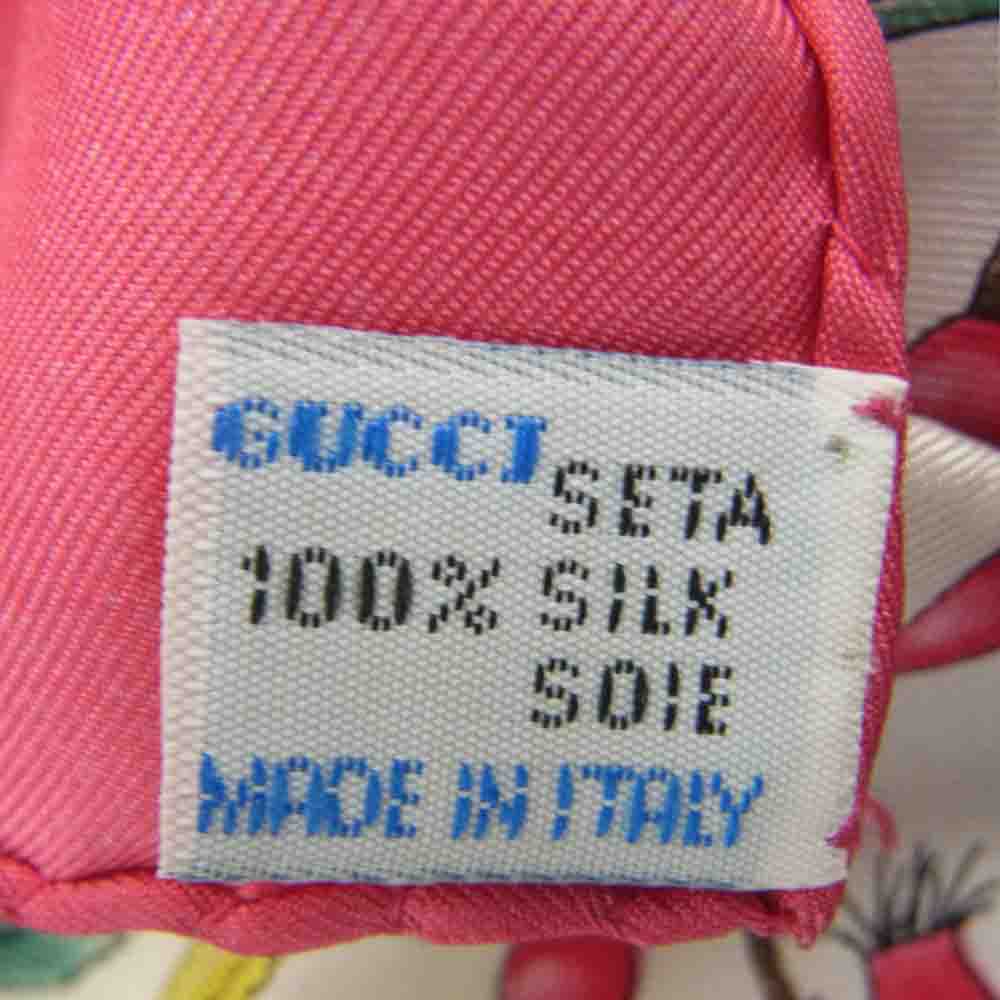 GUCCI
SETA
100% SILK
SOIE
MADE IN ITALY